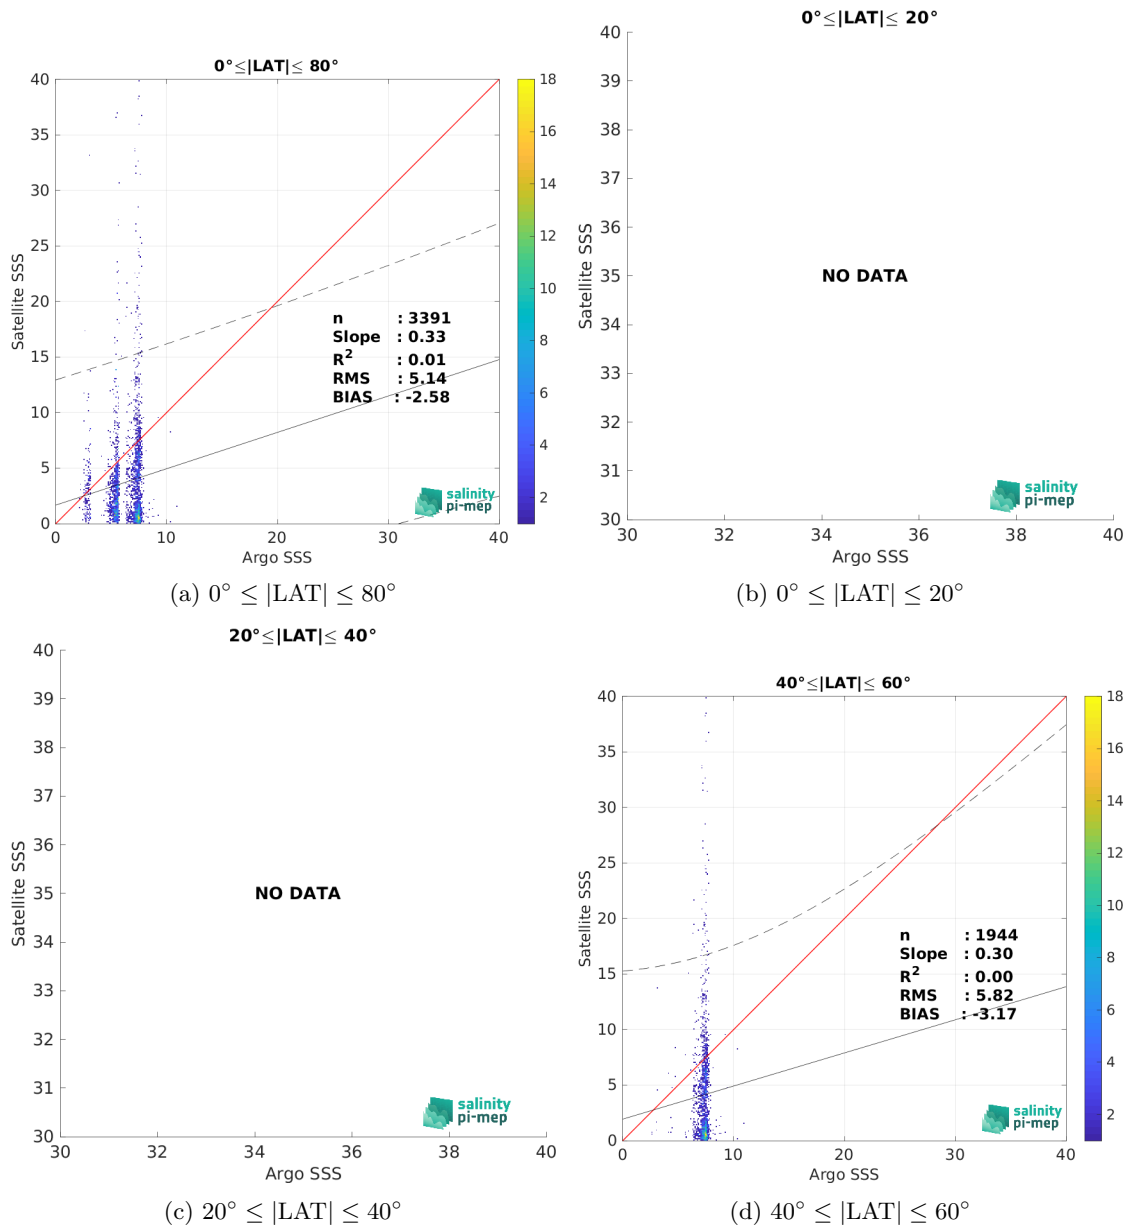 0°≤|LAT|≤ 80°
40
35
30
25
20
15
10
5
0
Satellite SSS
0
10
20
30
40
Argo SSS
18
16
14
12
10
8
6
4
2
n : 3391
Slope : 0.33
R² : 0.01
RMS : 5.14
BIAS : -2.58
salinity
pi-mep
(a) 0° ≤ |LAT| ≤ 80°
0°≤|LAT|≤ 20°
40
39
38
37
36
35
34
33
32
31
30
Satellite SSS
NO DATA
30
32
34
36
38
40
Argo SSS
salinity
pi-mep
(b) 0° ≤ |LAT| ≤ 20°
20°≤|LAT|≤ 40°
40
39
38
37
36
35
34
33
32
31
30
Satellite SSS
NO DATA
30
32
34
36
38
40
Argo SSS
salinity
pi-mep
(c) 20° ≤ |LAT| ≤ 40°
40°≤|LAT|≤ 60°
40
35
30
25
20
15
10
5
0
Satellite SSS
0
10
20
30
40
Argo SSS
18
16
14
12
10
8
6
4
2
n : 1944
Slope : 0.30
R² : 0.00
RMS : 5.82
BIAS : -3.17
salinity
pi-mep
(d) 40° ≤ |LAT| ≤ 60°